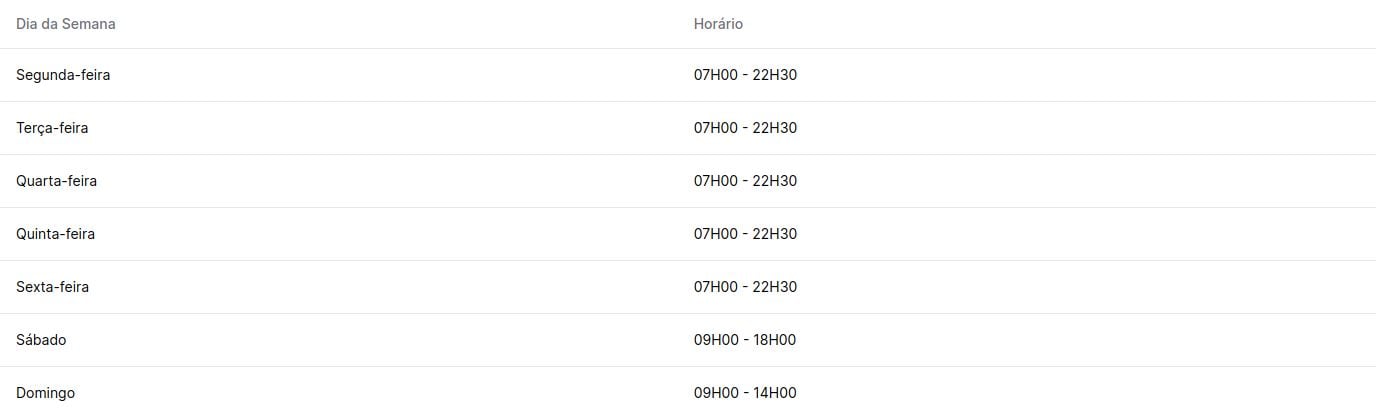 Dia da Semana Horário
Segunda-feira 07H00 - 22H30
Terça-feira 07H00 - 22H30
Quarta-feira 07H00 - 22H30
Quinta-feira 07H00 - 22H30
Sexta-feira 07H00 - 22H30
Sábado 09H00 - 18H00
Domingo 09H00 - 14H00